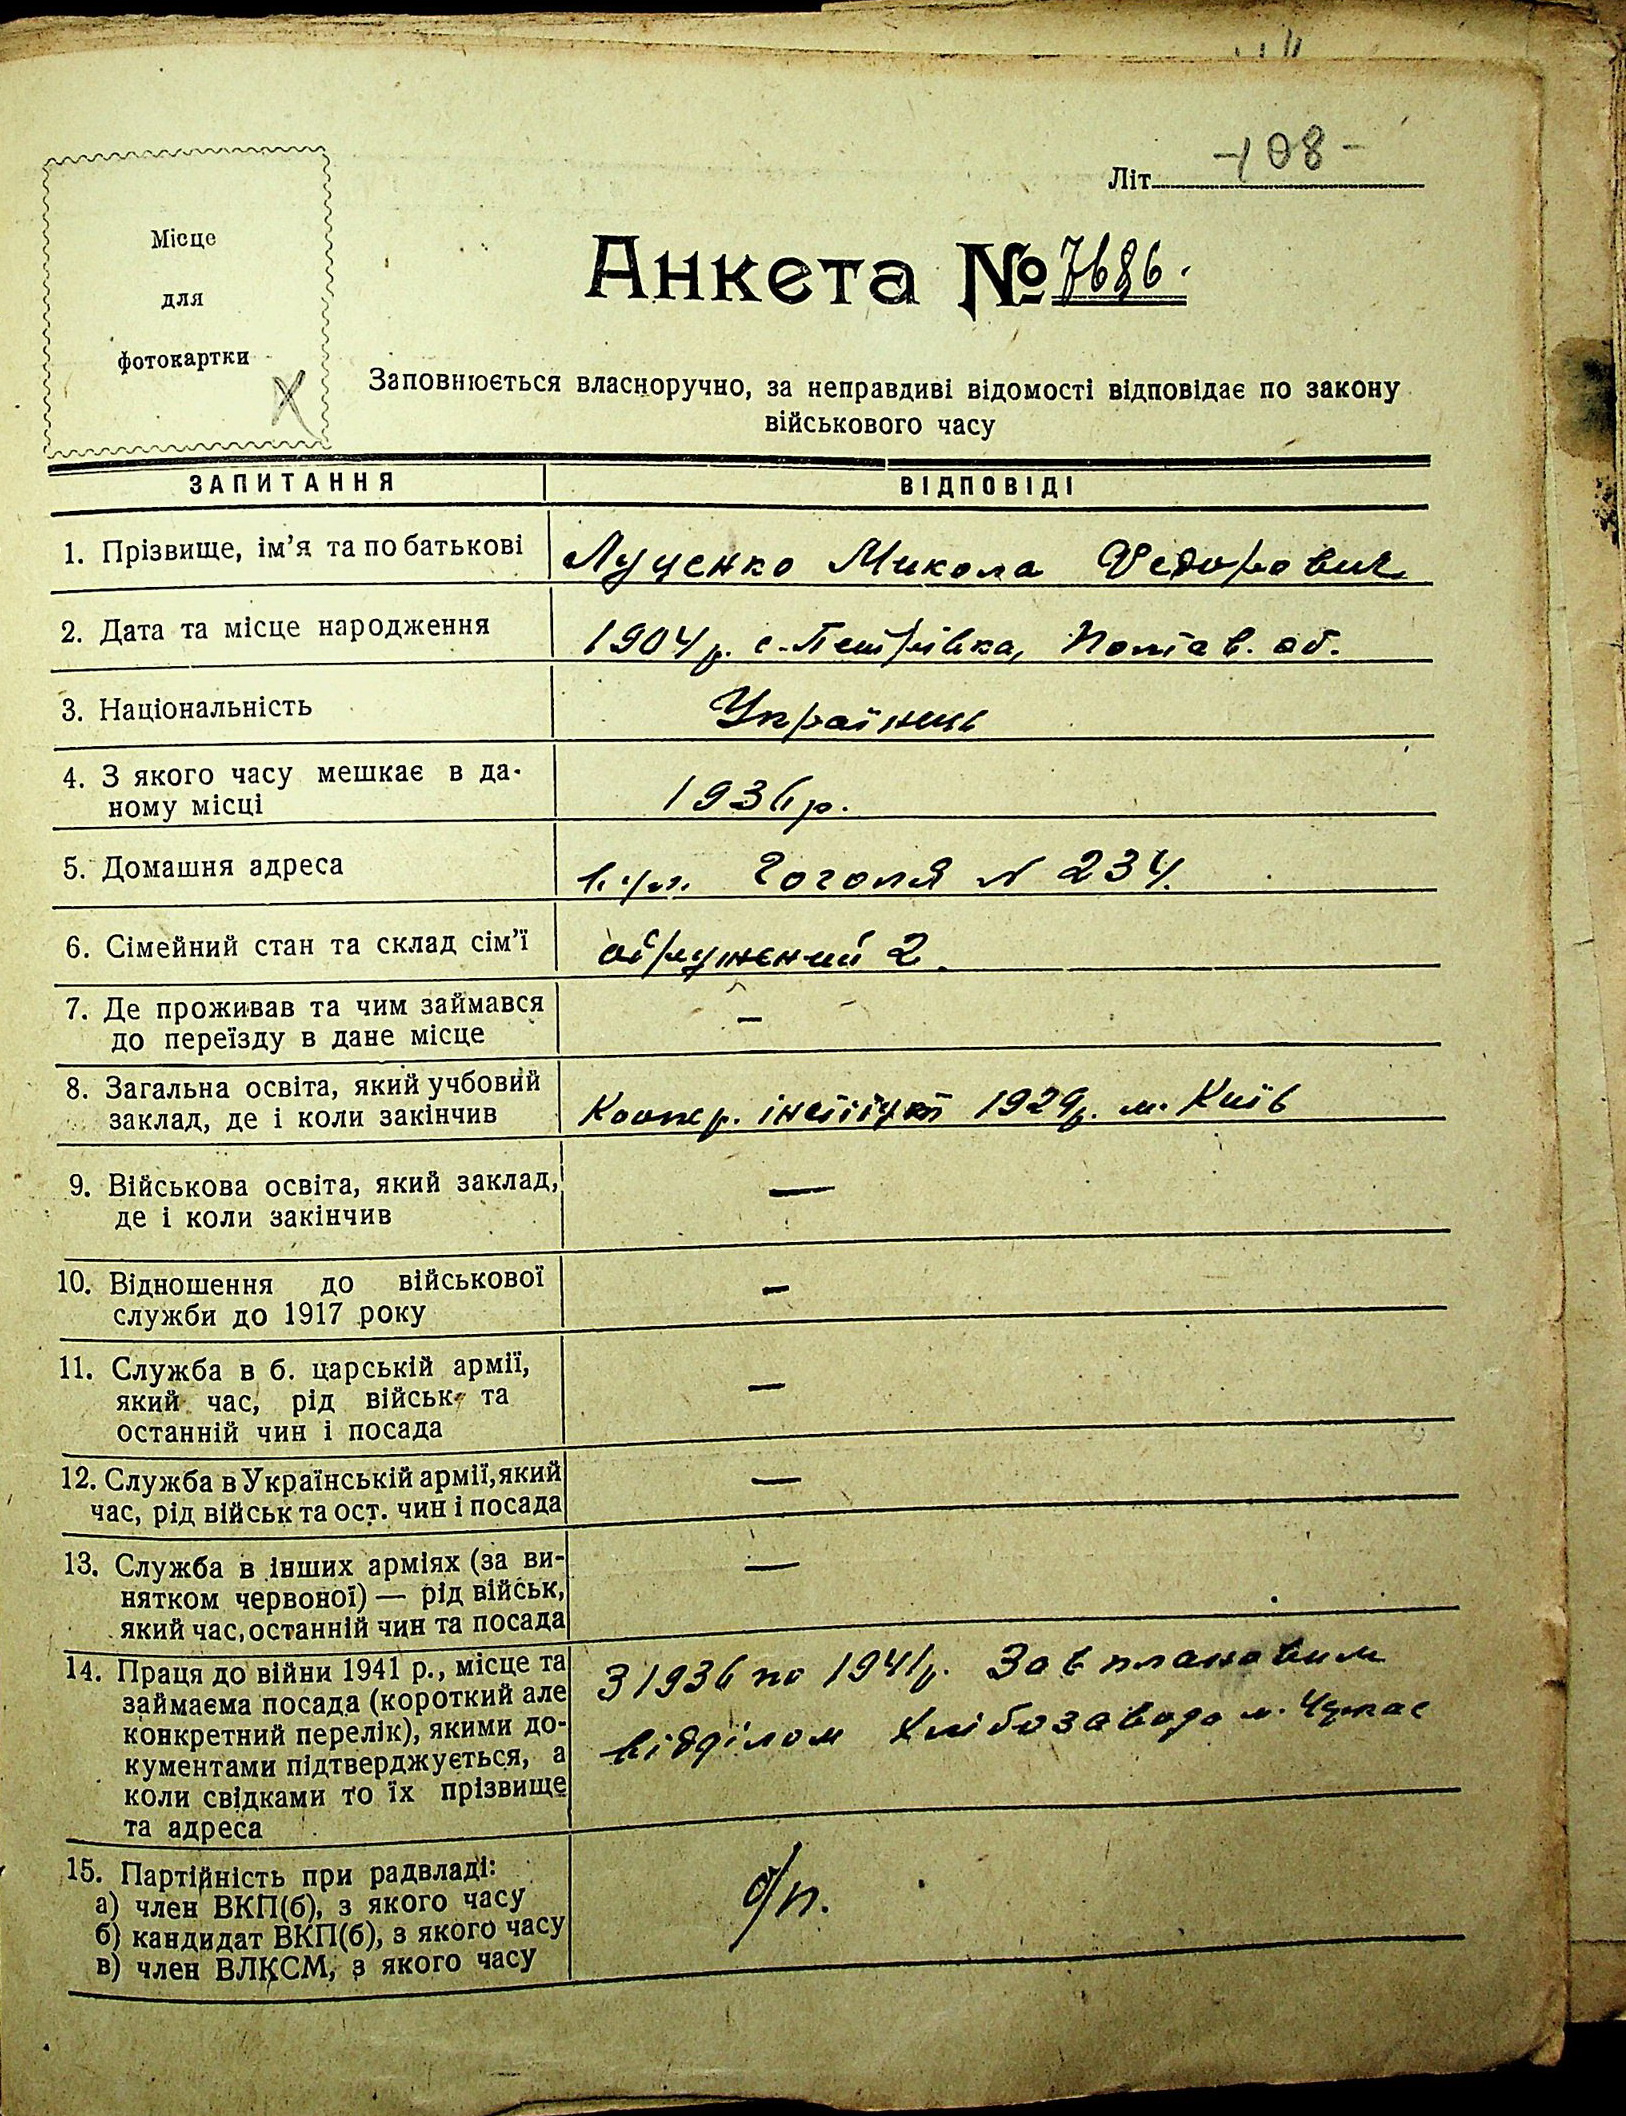 Літ. -108-
Місце
для
фотокартки
Анкета № 7686.
Заповнюється власноручно, за неправдиві відомості відповідає по закону
військового часу
ЗАПИТАННЯ ВІДПОВІДІ
1. Прізвище, ім'я та по батькові Луценко Микола Федорович
2. Дата та місце народження 1904 р. с. Петрівка, Полтав. об.
3. Національність Українець
4. З якого часу мешкає в да-
ному місці 1936 р.
5. Домашня адреса вул. Гоголя № 234.
6. Сімейний стан та склад сім'ї одружений 2
7. Де проживав та чим займався
до переїзду в дане місце —
8. Загальна освіта, який учбовий
заклад, де і коли закінчив Коопер. інститут 1929 р. м. Київ
9. Військова освіта, який заклад,
де і коли закінчив —
10. Відношення до військової
служби до 1917 року —
11. Служба в б. царській армії,
який час, рід військ та
останній чин і посада —
12. Служба в Українській армії, який
час, рід військ та ост. чин і посада —
13. Служба в інших арміях (за ви-
нятком червоної) — рід військ,
який час, останній чин та посада —
14. Праця до війни 1941 р., місце та З 1936 по 1941 р. Зав плановим
займаєма посада (короткий але
конкретний перелік), якими до- відділом Хлібозавода м.
кументами підтверджується, а
коли свідками то їх прізвище
та адреса
15. Партійність при радвладі:
а) член ВКП(б), з якого часу б/п.
б) кандидат ВКП(б), з якого часу
в) член ВЛКСМ, з якого часу